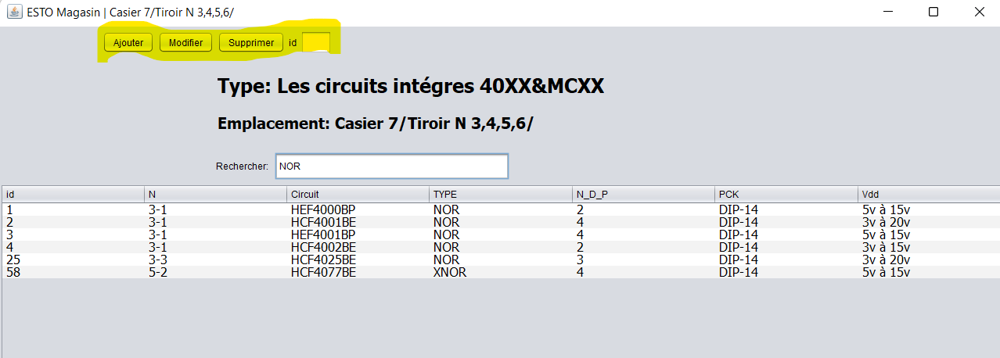 ESTO Magasin | Casier 7/Tiroir N 3,4,5,6/
Ajouter Modifier Supprimer id
Type: Les circuits intégres 40XX&MCXX
Emplacement: Casier 7/Tiroir N 3,4,5,6/
Rechercher: NOR
id N Circuit TYPE N_D_P PCK Vdd
1 3-1 HEF4000BP NOR 2 DIP-14 5v à 15v
2 3-1 HCF4001BE NOR 4 DIP-14 3v à 20v
3 3-1 HEF4001BP NOR 4 DIP-14 5v à 15v
4 3-1 HCF4002BE NOR 2 DIP-14 3v à 15v
25 3-3 HCF4025BE NOR 3 DIP-14 3v à 20v
58 5-2 HCF4077BE XNOR 4 DIP-14 5v à 15v